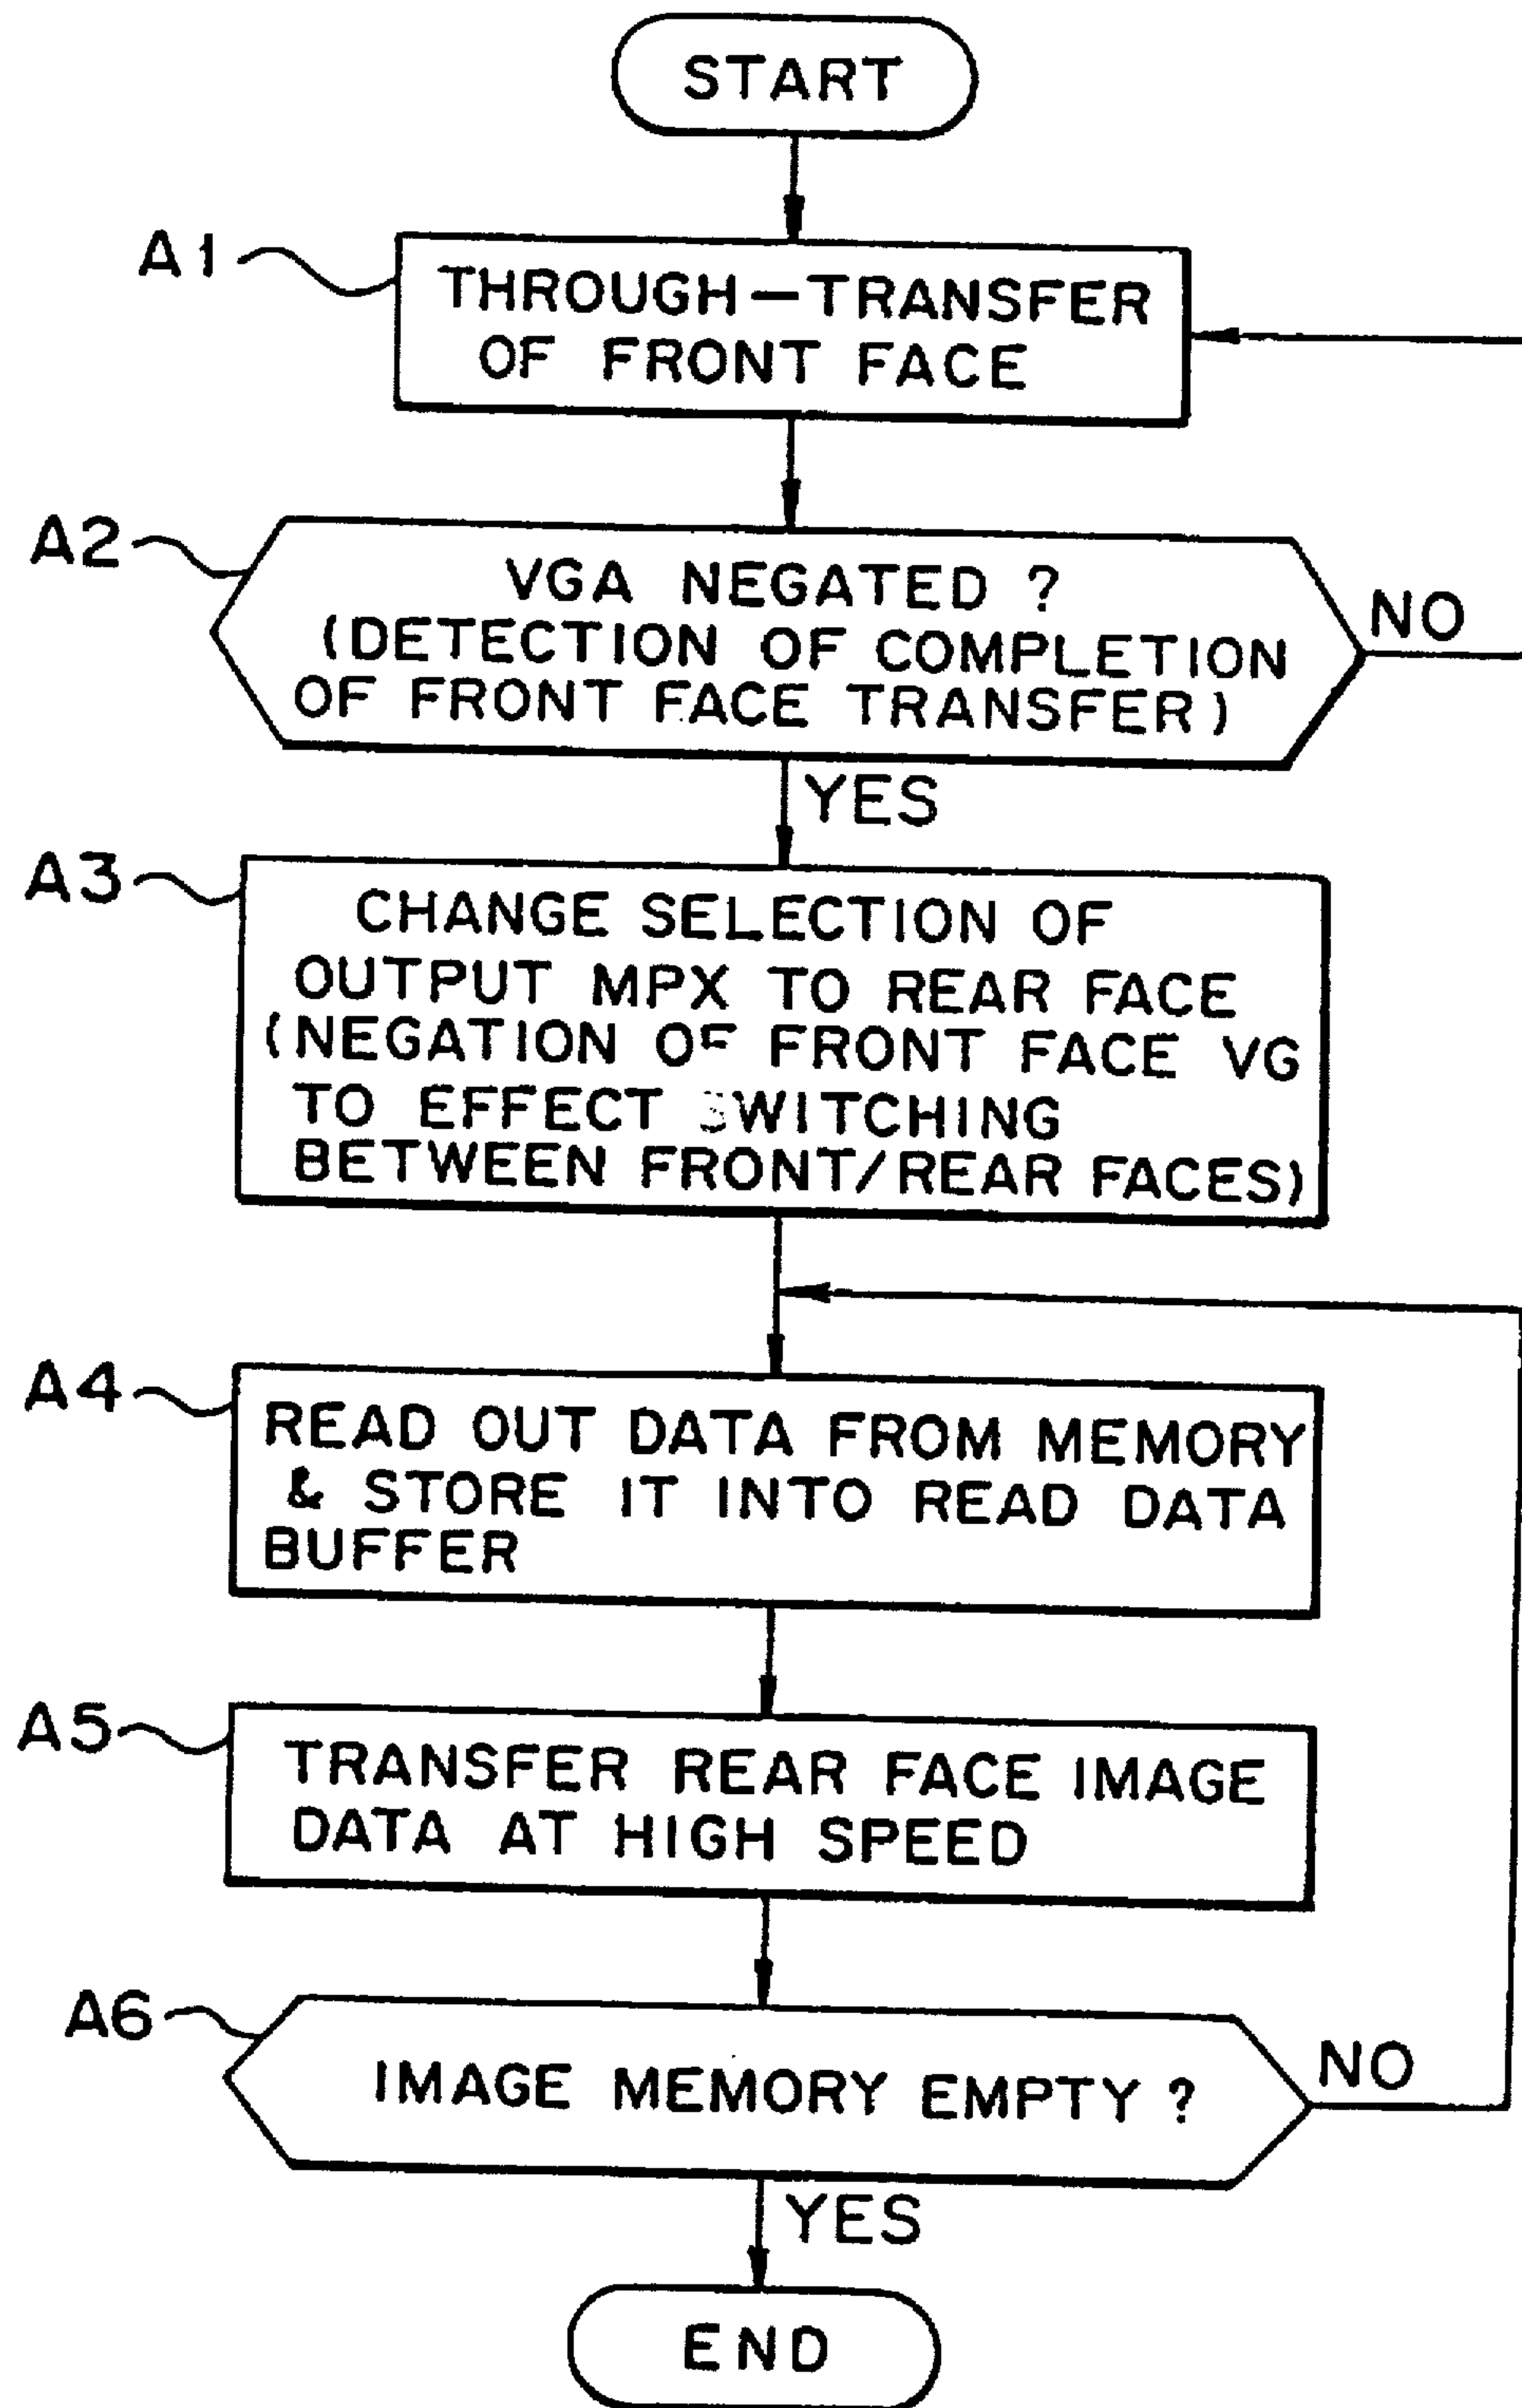 START
A1
THROUGH-TRANSFER
OF FRONT FACE
A2
VGA NEGATED ?
(DETECTION OF COMPLETION
OF FRONT FACE TRANSFER)
NO
YES
A3
CHANGE SELECTION OF
OUTPUT MPX TO REAR FACE
(NEGATION OF FRONT FACE VG
TO EFFECT SWITCHING
BETWEEN FRONT/REAR FACES)
A4
READ OUT DATA FROM MEMORY
& STORE IT INTO READ DATA
BUFFER
A5
TRANSFER REAR FACE IMAGE
DATA AT HIGH SPEED
A6
IMAGE MEMORY EMPTY ?
NO
YES
END